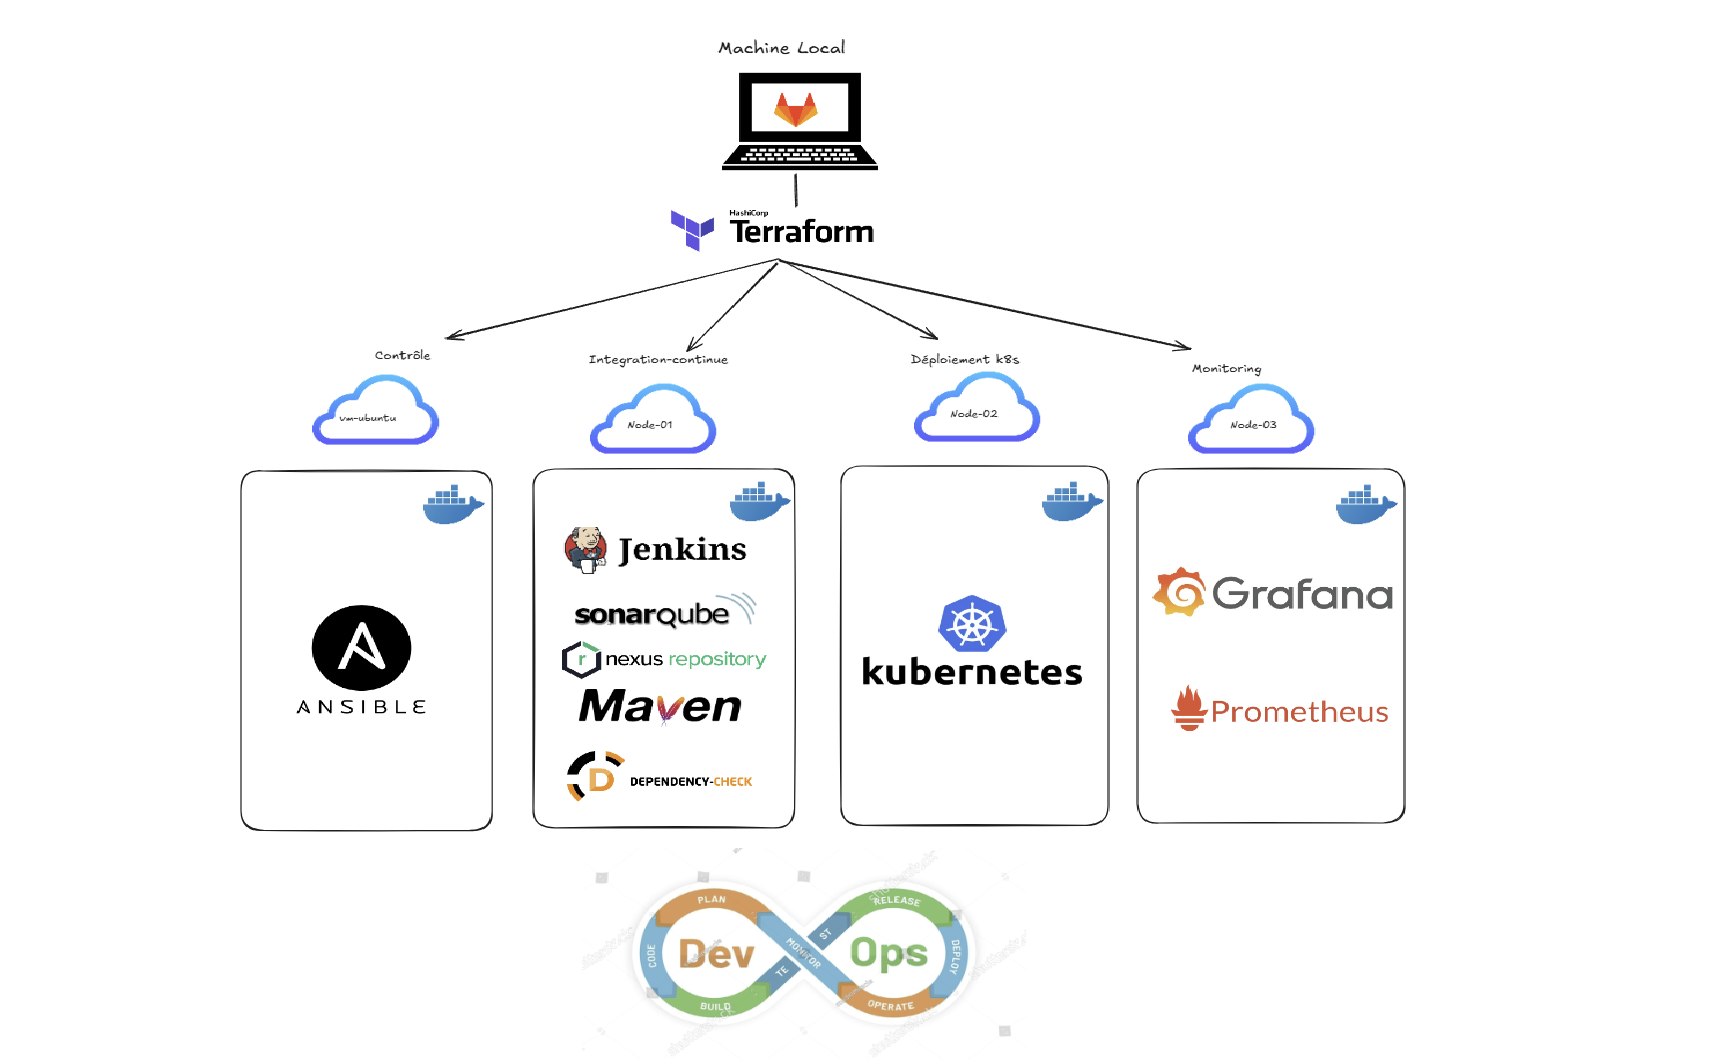 Machine Local
HashiCorp
Terraform
Contrôle
Integration-continue
Déploiement k8s
Monitoring
vm-ubuntu
Node-01
Node-02
Node-03
Jenkins
sonarqube
r nexus repository
Maven
D DEPENDENCY-CHECK
A
ANSIBLE
kubernetes
Grafana
Prometheus
PLAN
RELEASE
CODE
Dev
MONITOR
TE
ST
Ops
DEPLOY
BUILD
OPERATE